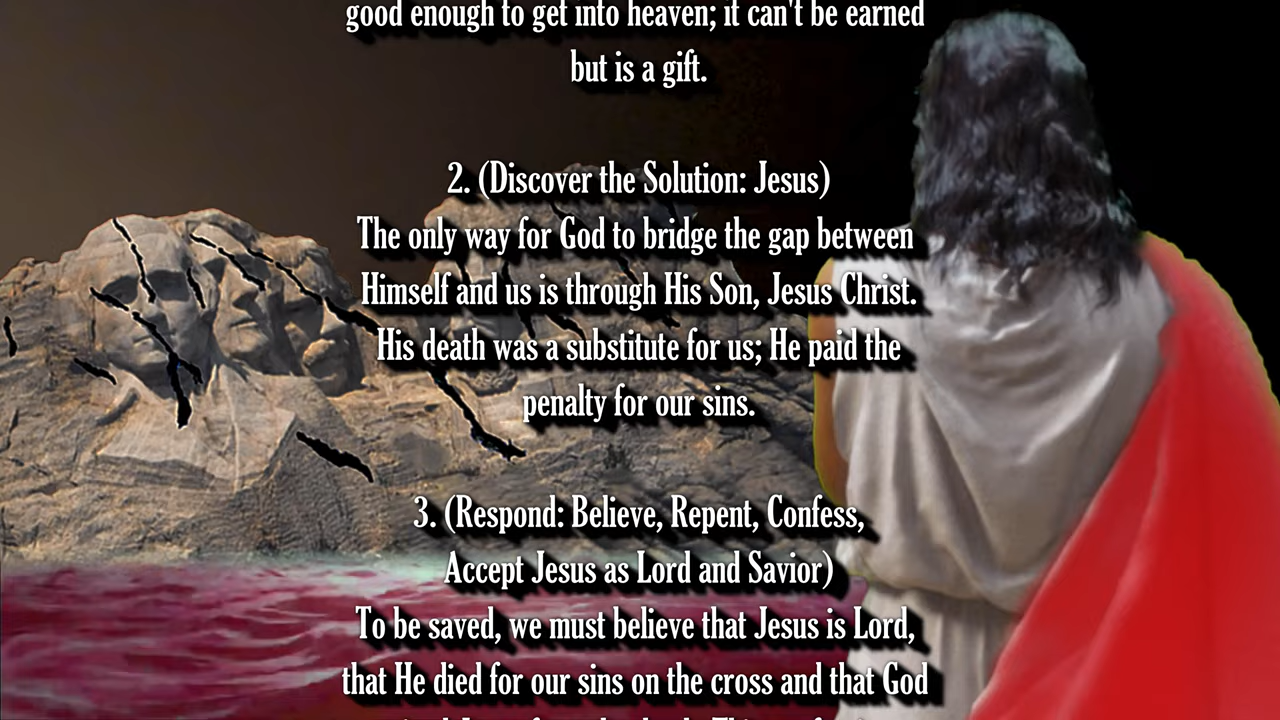 good enough to get into heaven; it can't be earned
but is a gift.
2. (Discover the Solution: Jesus)
The only way for God to bridge the gap between
Himself and us is through His Son, Jesus Christ.
His death was a substitute for us; He paid the
penalty for our sins.
3. (Respond: Believe, Repent, Confess,
Accept Jesus as Lord and Savior)
To be saved, we must believe that Jesus is Lord,
that He died for our sins on the cross and that God